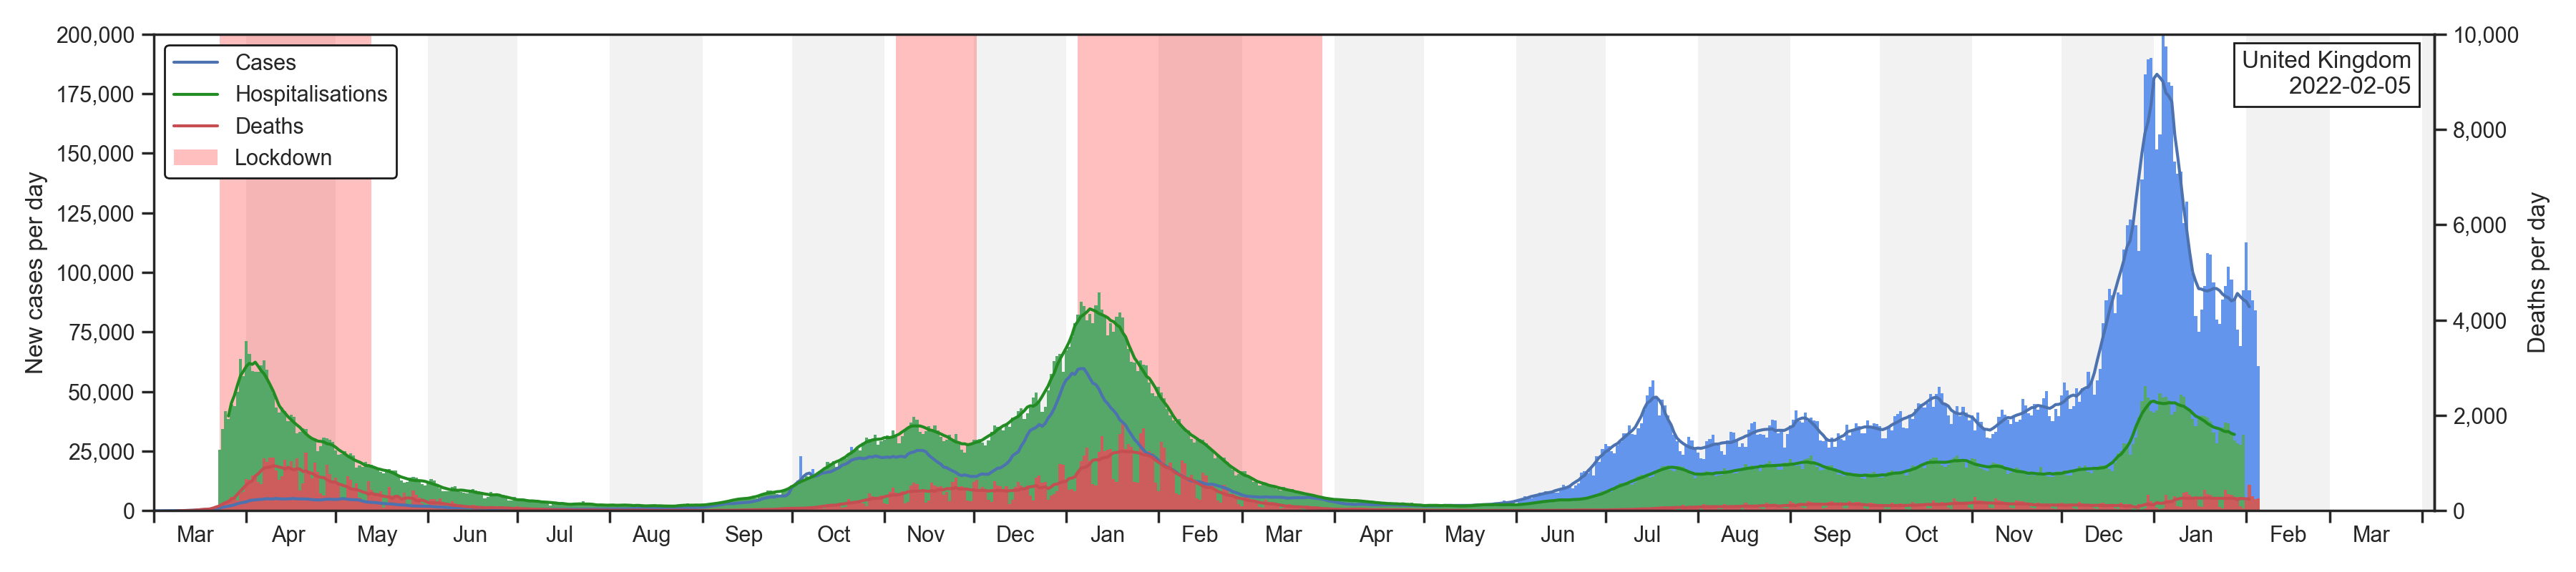 200,000
175,000
150,000
125,000
100,000
75,000
50,000
25,000
0
New cases per day
Cases
Hospitalisations
Deaths
Lockdown
United Kingdom
2022-02-05
10,000
8,000
6,000
4,000
2,000
0
Deaths per day
Mar Apr May Jun Jul Aug Sep Oct Nov Dec Jan Feb Mar Apr May Jun Jul Aug Sep Oct Nov Dec Jan Feb Mar